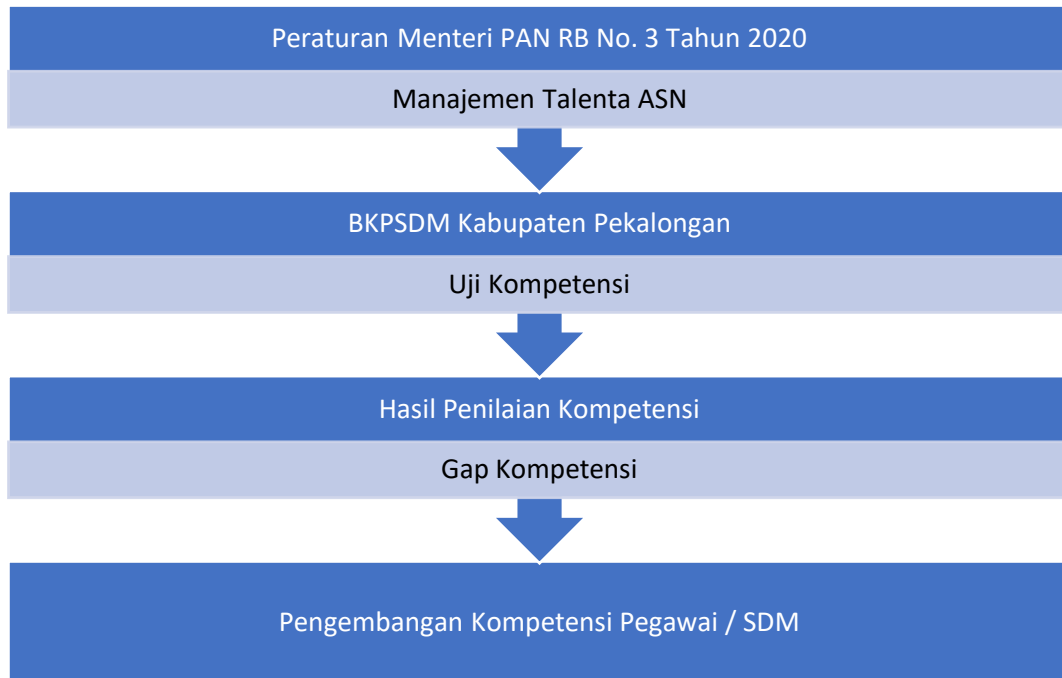 Peraturan Menteri PAN RB No. 3 Tahun 2020
Manajemen Talenta ASN
BKPSDM Kabupaten Pekalongan
Uji Kompetensi
Hasil Penilaian Kompetensi
Gap Kompetensi
Pengembangan Kompetensi Pegawai / SDM